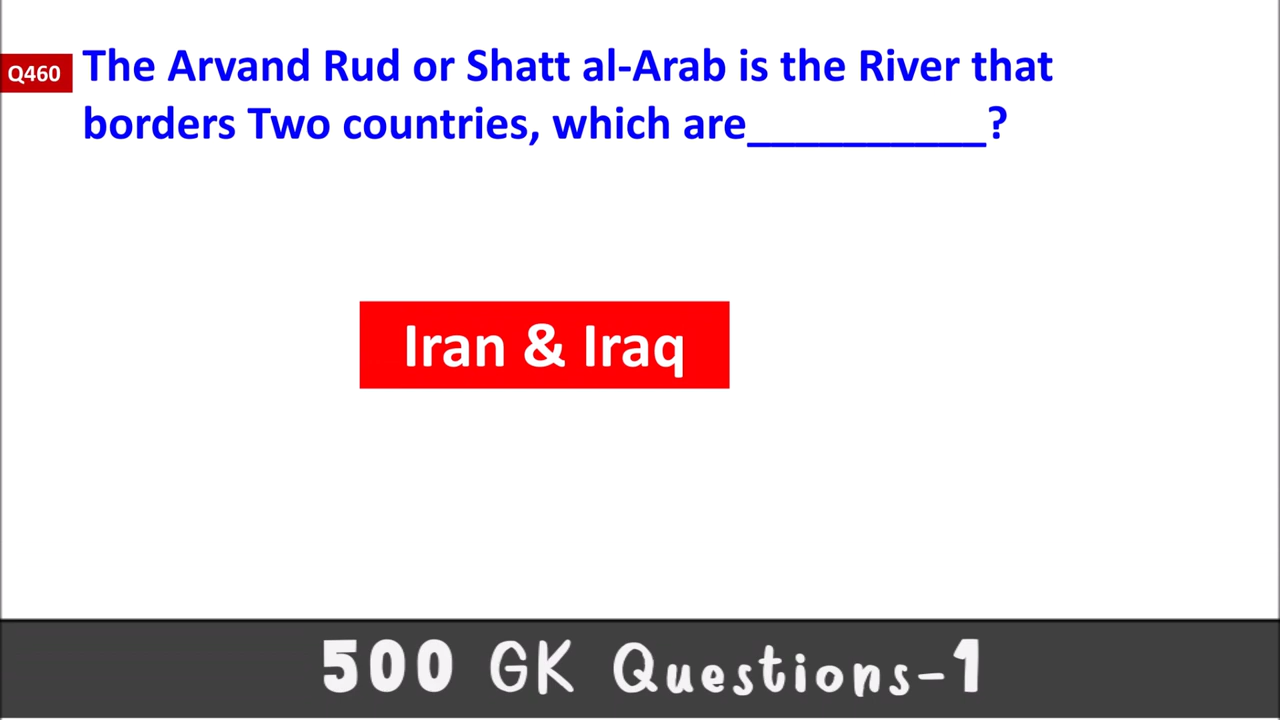 Q460
The Arvand Rud or Shatt al-Arab is the River that
borders Two countries, which are__________?
Iran & Iraq
500 GK Questions-1